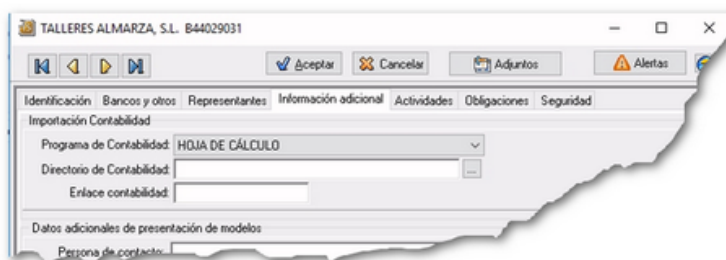 TALLERES ALMARZA, S.L. B44029031
Aceptar Cancelar Adjuntos Alertas
Identificación Bancos y otros Representantes Información adicional Actividades Obligaciones Seguridad
Importación Contabilidad
Programa de Contabilidad: HOJA DE CÁLCULO
Directorio de Contabilidad: ...
Enlace contabilidad:
Datos adicionales de presentación de modelos
Persona de contacto: